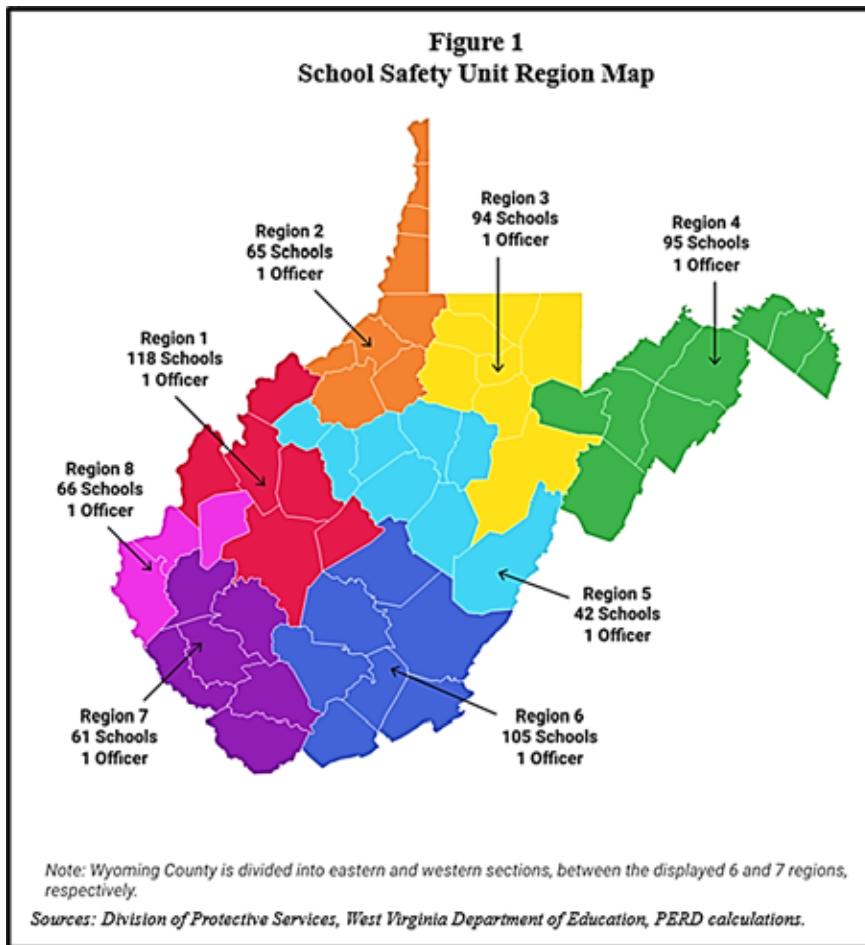 Figure 1
School Safety Unit Region Map
Region 3
94 Schools
1 Officer
Region 4
95 Schools
1 Officer
Region 2
65 Schools
1 Officer
Region 1
118 Schools
1 Officer
Region 8
66 Schools
1 Officer
Region 5
42 Schools
1 Officer
Region 7
61 Schools
1 Officer
Region 6
105 Schools
1 Officer
Note: Wyoming County is divided into eastern and western sections, between the displayed 6 and 7 regions,
respectively.
Sources: Division of Protective Services, West Virginia Department of Education, PERD calculations.